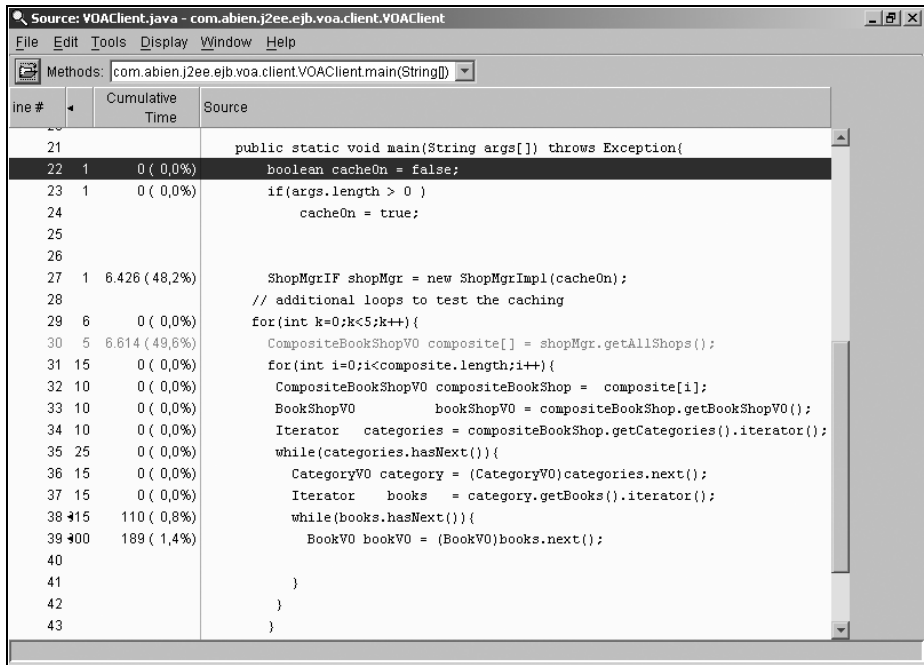 Source: VOAClient.java - com.abien.j2ee.ejb.voa.client.VOAClient
File Edit Tools Display Window Help
Methods: com.abien.j2ee.ejb.voa.client.VOAClient.main(String[])
ine # Cumulative Time Source
21 public static void main(String args[]) throws Exception{
22 1 0 ( 0,0%) boolean cacheOn = false;
23 1 0 ( 0,0%) if(args.length > 0 )
24 cacheOn = true;
25
26
27 1 6.426 ( 48,2%) ShopMgrIF shopMgr = new ShopMgrImpl(cacheOn);
28 // additional loops to test the caching
29 6 0 ( 0,0%) for(int k=0;k<5;k++){
30 5 6.614 ( 49,6%) CompositeBookShopVO composite[] = shopMgr.getAllShops();
31 15 0 ( 0,0%) for(int i=0;i<composite.length;i++){
32 10 0 ( 0,0%) CompositeBookShopVO compositeBookShop = composite[i];
33 10 0 ( 0,0%) BookShopVO bookShopVO = compositeBookShop.getBookShopVO();
34 10 0 ( 0,0%) Iterator categories = compositeBookShop.getCategories().iterator();
35 25 0 ( 0,0%) while(categories.hasNext()){
36 15 0 ( 0,0%) CategoryVO category = (CategoryVO)categories.next();
37 15 0 ( 0,0%) Iterator books = category.getBooks().iterator();
38 110 ( 0,8%) while(books.hasNext()){
39 189 ( 1,4%) BookVO bookVO = (BookVO)books.next();
40
41 }
42 }
43 }